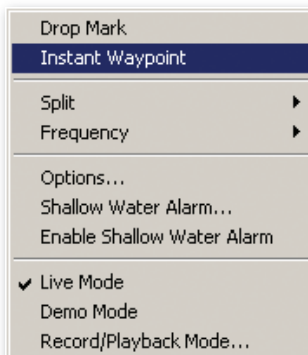 Drop Mark
Instant Waypoint
Split
Frequency
Options...
Shallow Water Alarm...
Enable Shallow Water Alarm
Live Mode
Demo Mode
Record/Playback Mode...